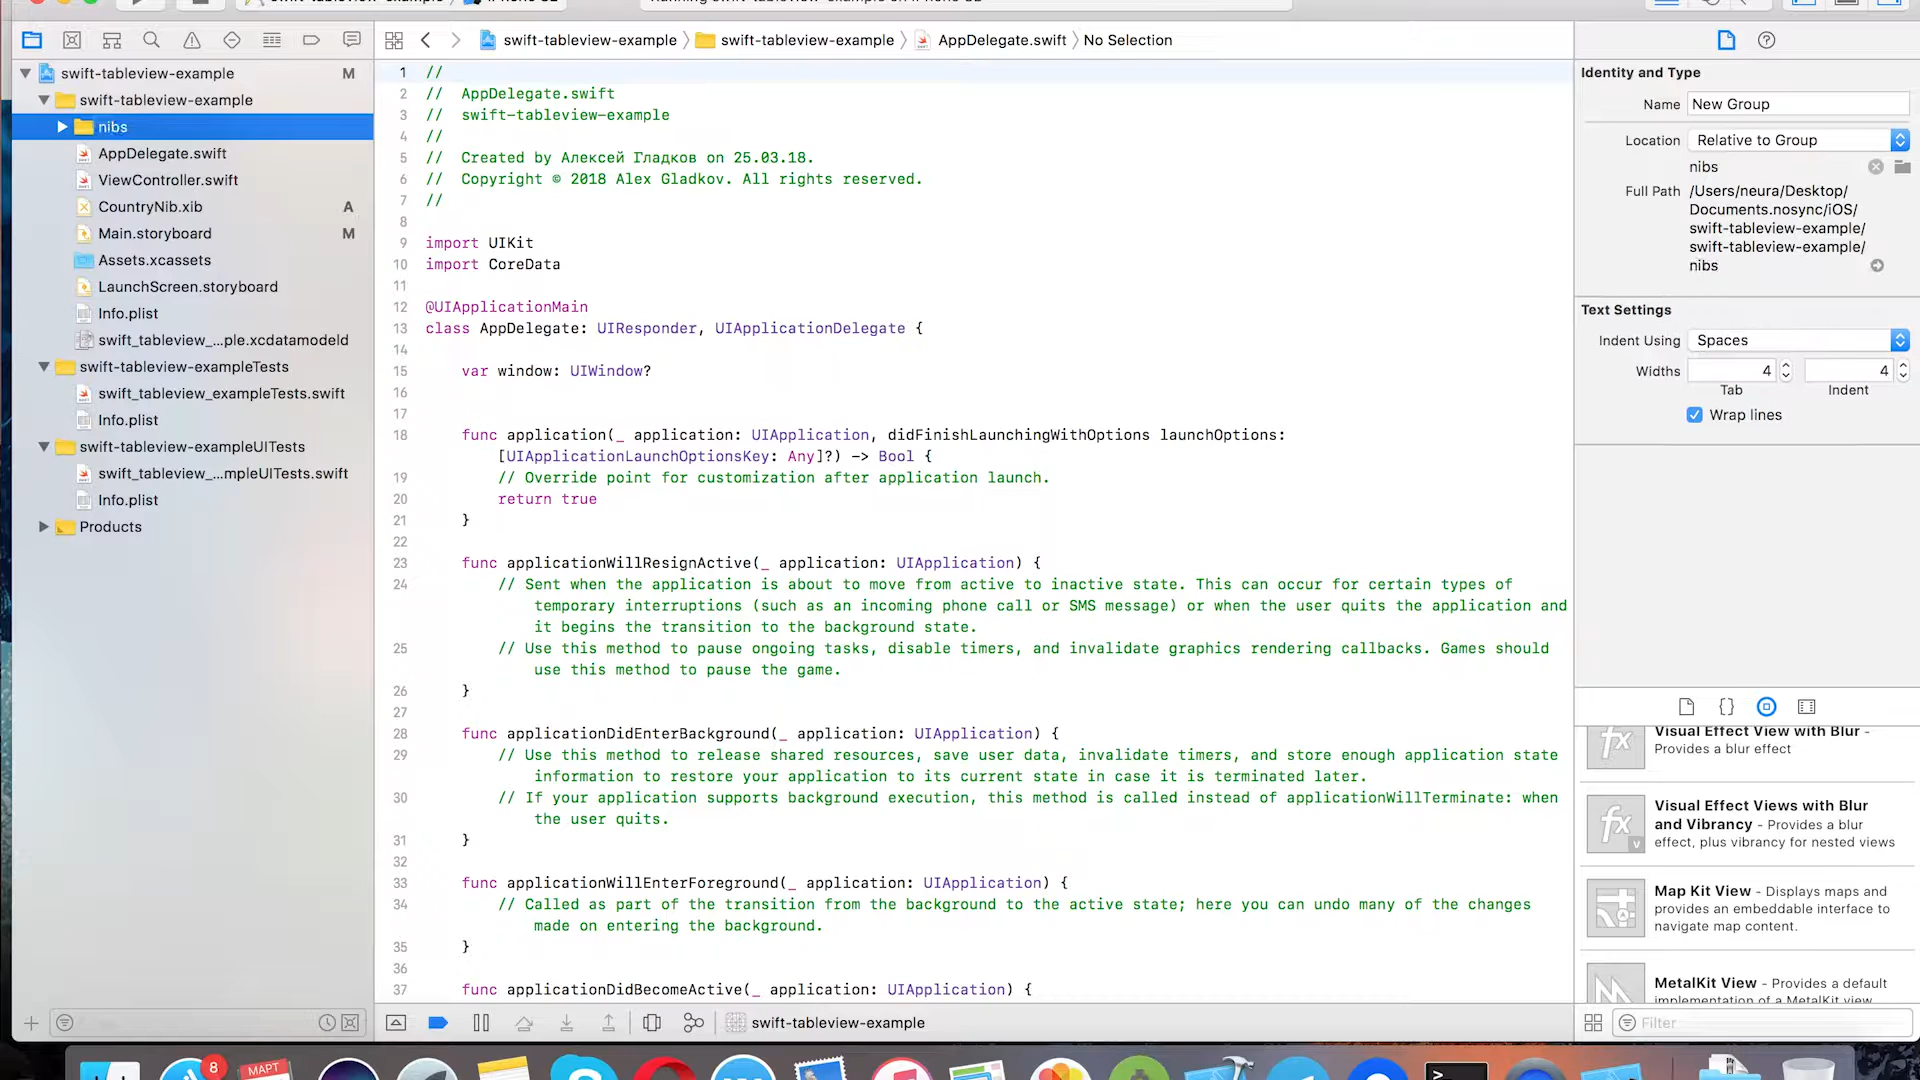 swift-tableview-example
swift-tableview-example
AppDelegate.swift
No Selection
swift-tableview-example M
swift-tableview-example
nibs
AppDelegate.swift
ViewController.swift
CountryNib.xib A
Main.storyboard M
Assets.xcassets
LaunchScreen.storyboard
Info.plist
swift_tableview_...ple.xcdatamodeld
swift-tableview-exampleTests
swift_tableview_exampleTests.swift
Info.plist
swift-tableview-exampleUITests
swift_tableview_...mpleUITests.swift
Info.plist
Products
1 //
2 // AppDelegate.swift
3 // swift-tableview-example
4 //
5 // Created by Алексей Гладков on 25.03.18.
6 // Copyright © 2018 Alex Gladkov. All rights reserved.
7 //
8
9 import UIKit
10 import CoreData
11
12 @UIApplicationMain
13 class AppDelegate: UIResponder, UIApplicationDelegate {
14
15 var window: UIWindow?
16
17
18 func application(_ application: UIApplication, didFinishLaunchingWithOptions launchOptions:
[UIApplicationLaunchOptionsKey: Any]?) -> Bool {
19 // Override point for customization after application launch.
20 return true
21 }
22
23 func applicationWillResignActive(_ application: UIApplication) {
24 // Sent when the application is about to move from active to inactive state. This can occur for certain types of
temporary interruptions (such as an incoming phone call or SMS message) or when the user quits the application and
it begins the transition to the background state.
25 // Use this method to pause ongoing tasks, disable timers, and invalidate graphics rendering callbacks. Games should
use this method to pause the game.
26 }
27
28 func applicationDidEnterBackground(_ application: UIApplication) {
29 // Use this method to release shared resources, save user data, invalidate timers, and store enough application state
information to restore your application to its current state in case it is terminated later.
30 // If your application supports background execution, this method is called instead of applicationWillTerminate: when
the user quits.
31 }
32
33 func applicationWillEnterForeground(_ application: UIApplication) {
34 // Called as part of the transition from the background to the active state; here you can undo many of the changes
made on entering the background.
35 }
36
37 func applicationDidBecomeActive(_ application: UIApplication) {
swift-tableview-example
Identity and Type
Name New Group
Location Relative to Group
nibs
Full Path /Users/neura/Desktop/
Documents.nosync/iOS/
swift-tableview-example/
swift-tableview-example/
nibs
Text Settings
Indent Using Spaces
Widths 4 4
Tab Indent
Wrap lines
{}
Visual Effect View with Blur -
Provides a blur effect
Visual Effect Views with Blur
and Vibrancy - Provides a blur
effect, plus vibrancy for nested views
Map Kit View - Displays maps and
provides an embeddable interface to
navigate map content.
MetalKit View - Provides a default
implementation of a MetalKit view
Filter
8
МАРТ